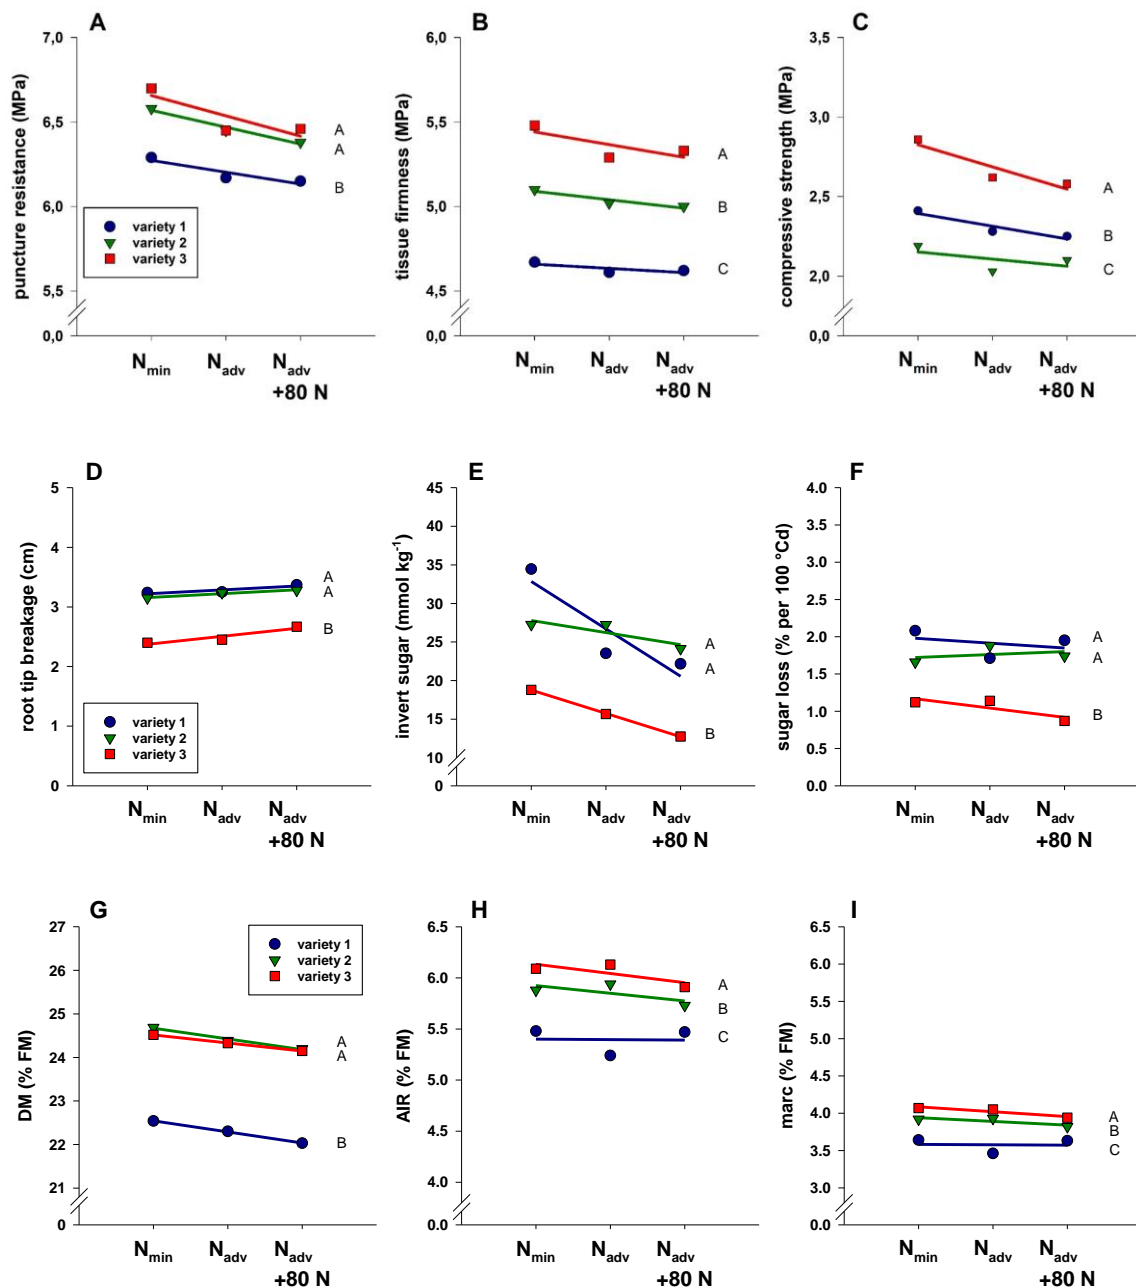 A
puncture resistance (MPa)
7,0
6,5
6,0
5,5
0,0
variety 1
variety 2
variety 3
A
A
B
Nmin
Nadv
Nadv
+80 N
B
tissue firmness (MPa)
6,0
5,5
5,0
4,5
0,0
A
B
C
Nmin
Nadv
Nadv
+80 N
C
compressive strength (MPa)
3,5
3,0
2,5
2,0
0,0
A
B
C
Nmin
Nadv
Nadv
+80 N
D
root tip breakage (cm)
5
4
3
2
1
0
variety 1
variety 2
variety 3
A
A
B
Nmin
Nadv
Nadv
+80 N
E
invert sugar (mmol kg-1)
45
40
35
30
25
20
15
10
0
A
A
B
Nmin
Nadv
Nadv
+80 N
F
sugar loss (% per 100 °Cd)
4.0
3.5
3.0
2.5
2.0
1.5
1.0
0.5
0.0
A
A
B
Nmin
Nadv
Nadv
+80 N
G
DM (% FM)
27
26
25
24
23
22
21
0
variety 1
variety 2
variety 3
A
A
B
Nmin
Nadv
Nadv
+80 N
H
AIR (% FM)
6.5
6.0
5.5
5.0
4.5
4.0
0.0
A
B
C
Nmin
Nadv
Nadv
+80 N
I
marc (% FM)
6.5
6.0
5.5
5.0
4.5
4.0
3.5
3.0
0.0
A
B
C
Nmin
Nadv
Nadv
+80 N